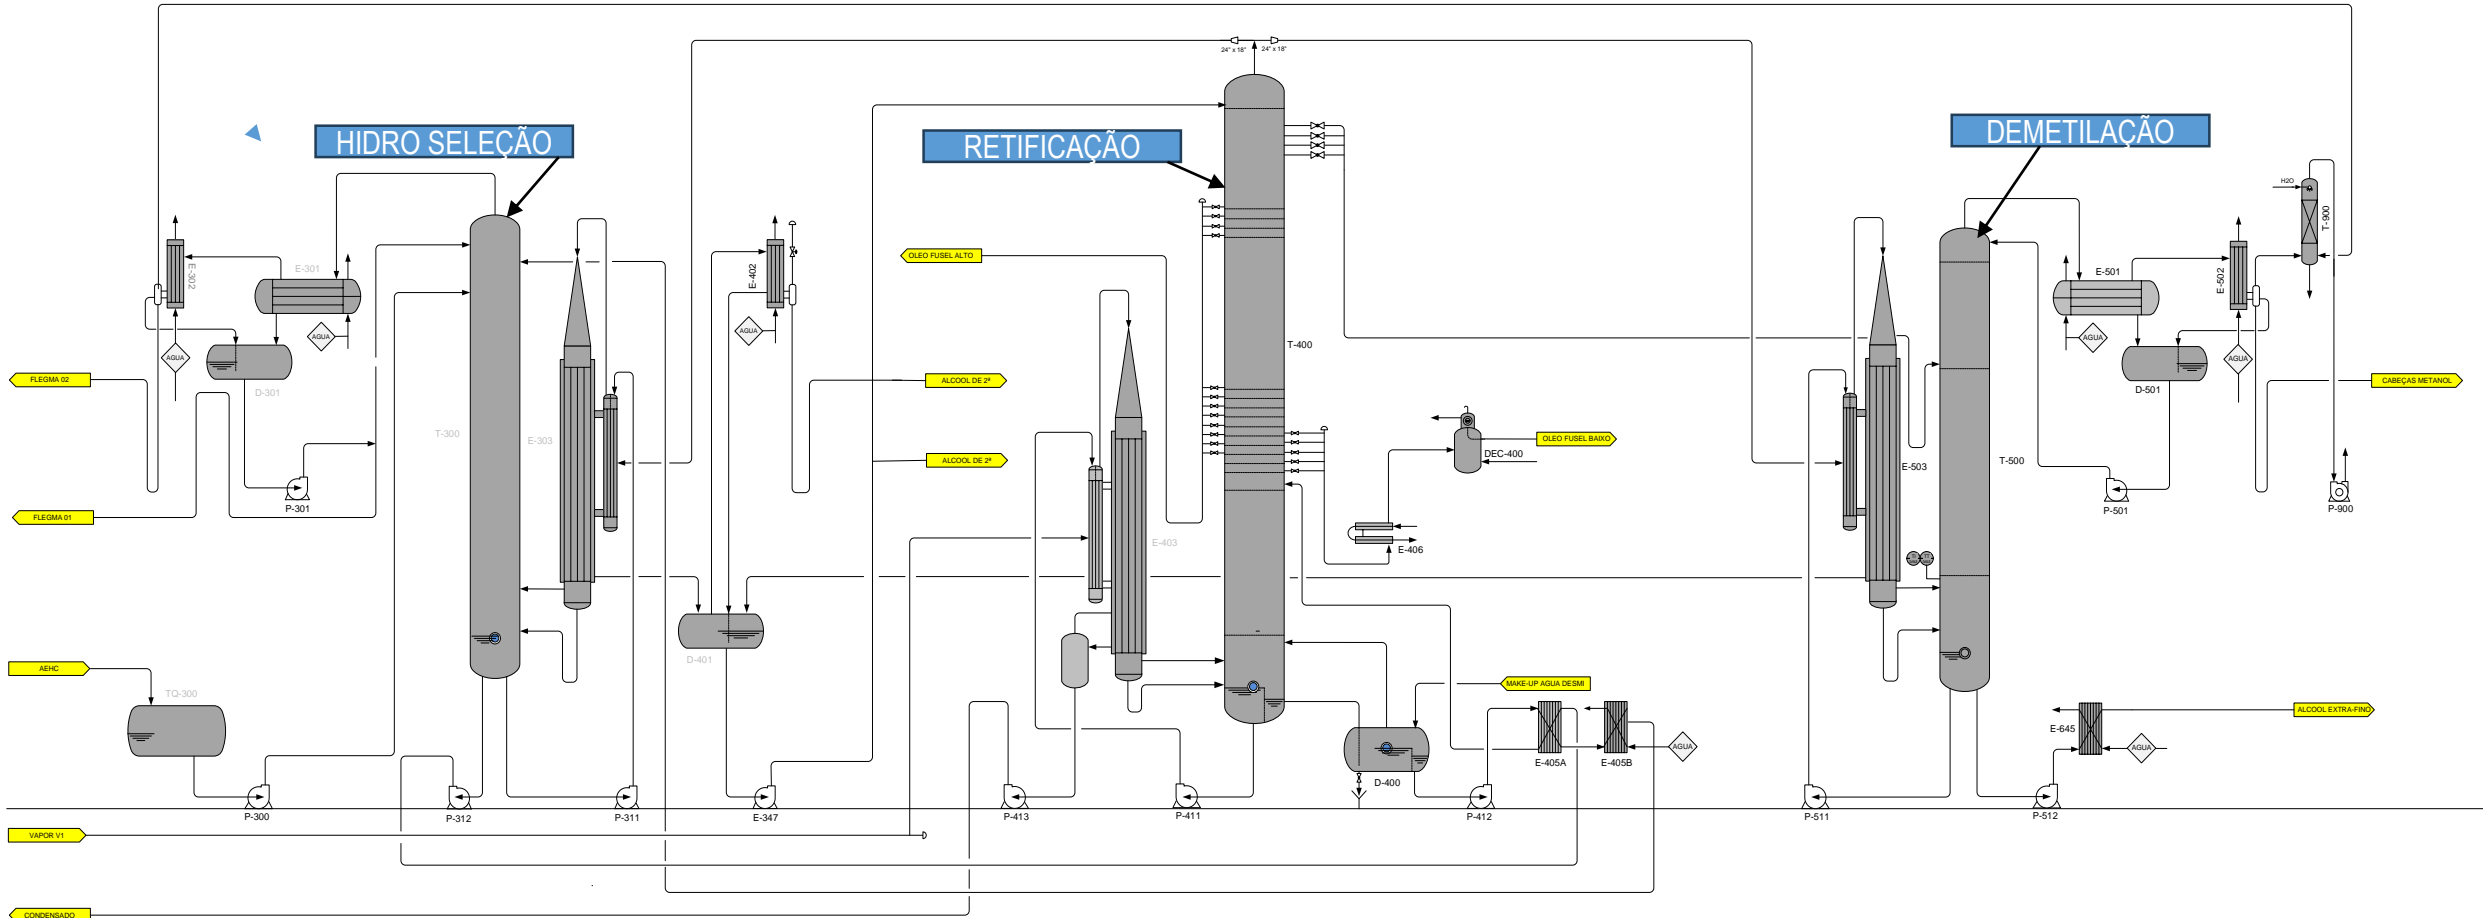 24" x 18"
24" x 18"
HIDRO SELEÇÃO
RETIFICAÇÃO
DEMETILAÇÃO
H2O
T-900
E-302
E-301
AGUA
AGUA
D-301
FLEGMA 02
FLEGMA 01
P-301
T-300
E-303
E-402
AGUA
ALCOOL DE 2ª
ALCOOL DE 2ª
D-401
OLEO FUSEL ALTO
E-403
T-400
OLEO FUSEL BAIXO
DEC-400
E-406
E-503
T-500
E-501
AGUA
D-501
E-502
AGUA
P-501
CABEÇAS METANOL
P-900
AEHC
TQ-300
MAKE-UP AGUA DESMI
D-400
E-405A
E-405B
AGUA
ALCOOL EXTRA-FINO
E-645
AGUA
P-300
P-312
P-311
E-347
P-413
P-411
P-412
P-511
P-512
VAPOR V1
CONDENSADO